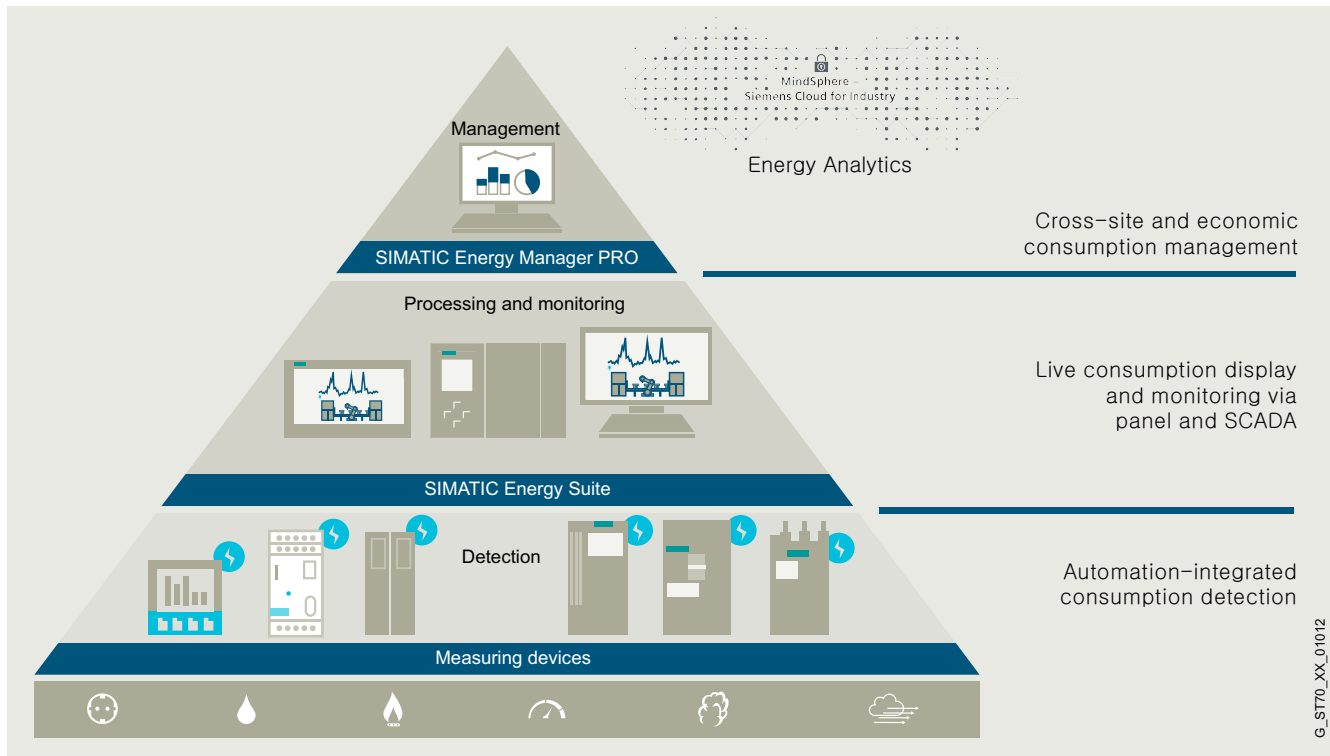 MindSphere –
Siemens Cloud for Industry
Energy Analytics
Management
SIMATIC Energy Manager PRO
Cross-site and economic
consumption management
Processing and monitoring
Live consumption display
and monitoring via
panel and SCADA
SIMATIC Energy Suite
Detection
Automation-integrated
consumption detection
Measuring devices
G_ST70_XX_01012